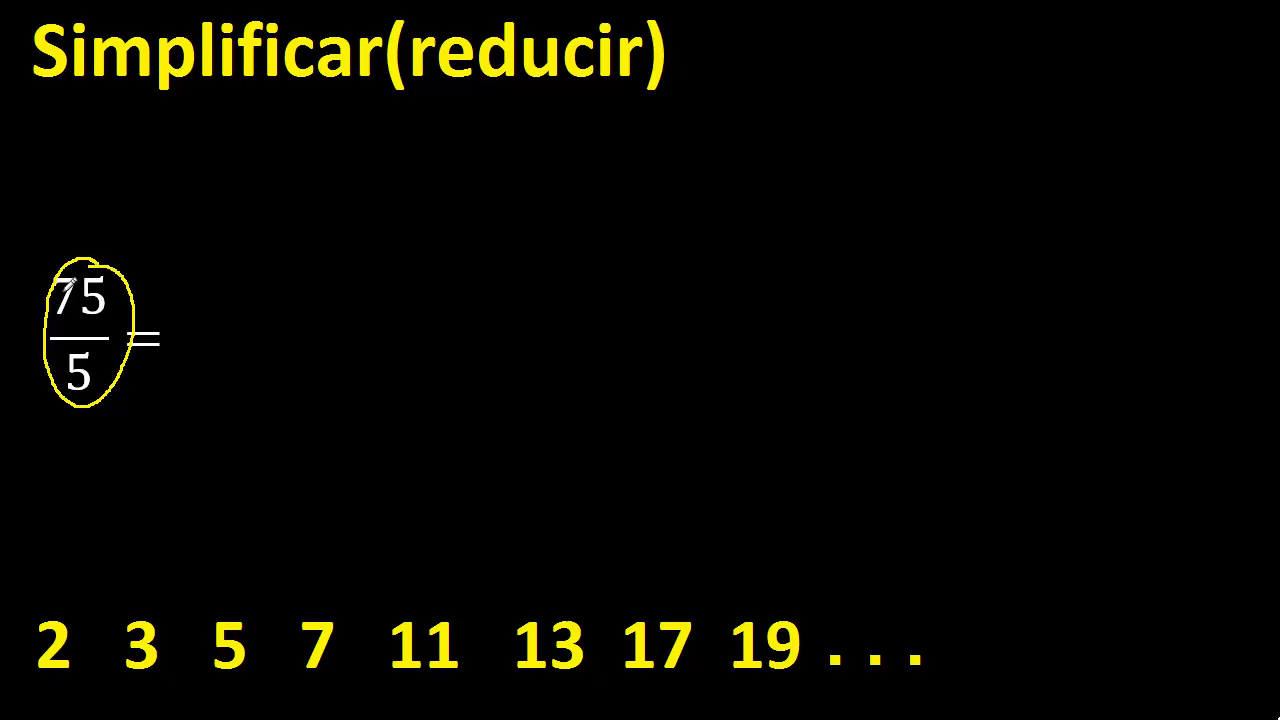 Simplificar(reducir)
75
5 =
2 3 5 7 11 13 17 19 . . .